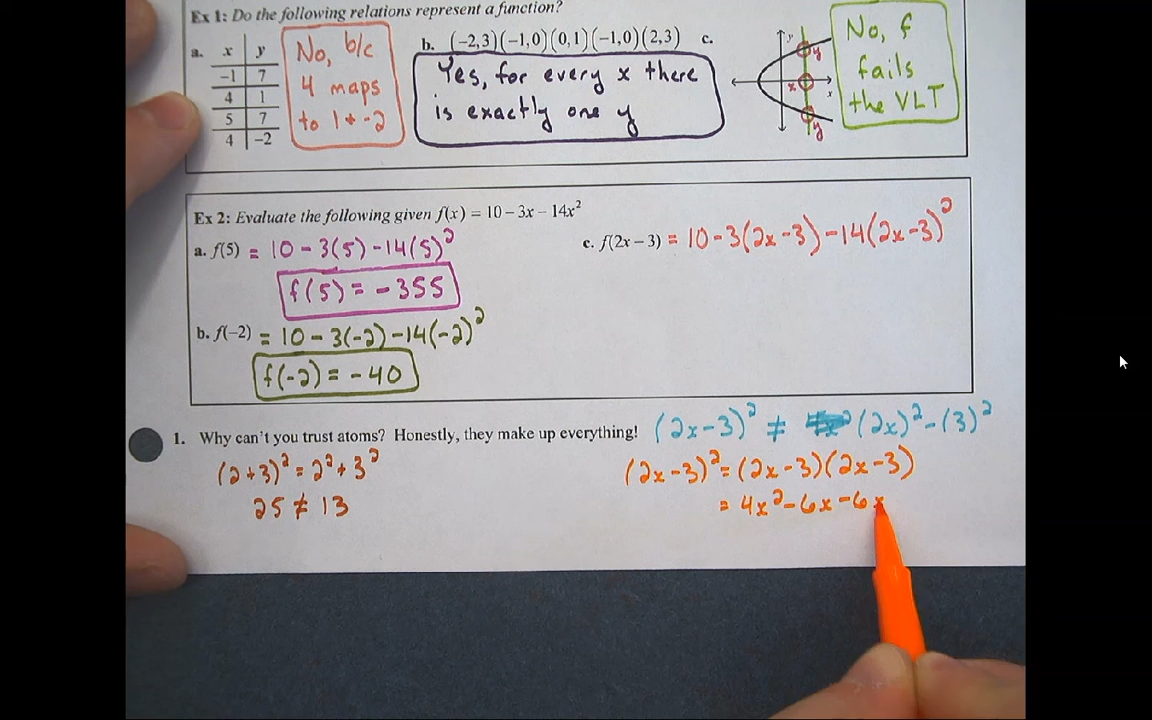 Ex 1: Do the following relations represent a function?
a. x y
-1 7
4 1
5 7
4 -2
No, b/c
4 maps
to 1 + -2
b. (-2,3)(-1,0)(0,1)(-1,0)(2,3)
Yes, for every x there
is exactly one y
c.
y
y
x
x
y
No, f
fails
the VLT
Ex 2: Evaluate the following given f(x) = 10 – 3x – 14x²
a. f(5) = 10 - 3(5) - 14(5)²
f(5) = -355
b. f(–2) = 10 - 3(-2) - 14(-2)²
f(-2) = -40
c. f(2x – 3) = 10 - 3(2x - 3) - 14(2x - 3)²
1. Why can't you trust atoms? Honestly, they make up everything!
(2+3)² = 2² + 3²
25 ≠ 13
(2x-3)² ≠ (2x)² - (3)²
(2x-3)² = (2x-3)(2x-3)
= 4x² - 6x - 6x